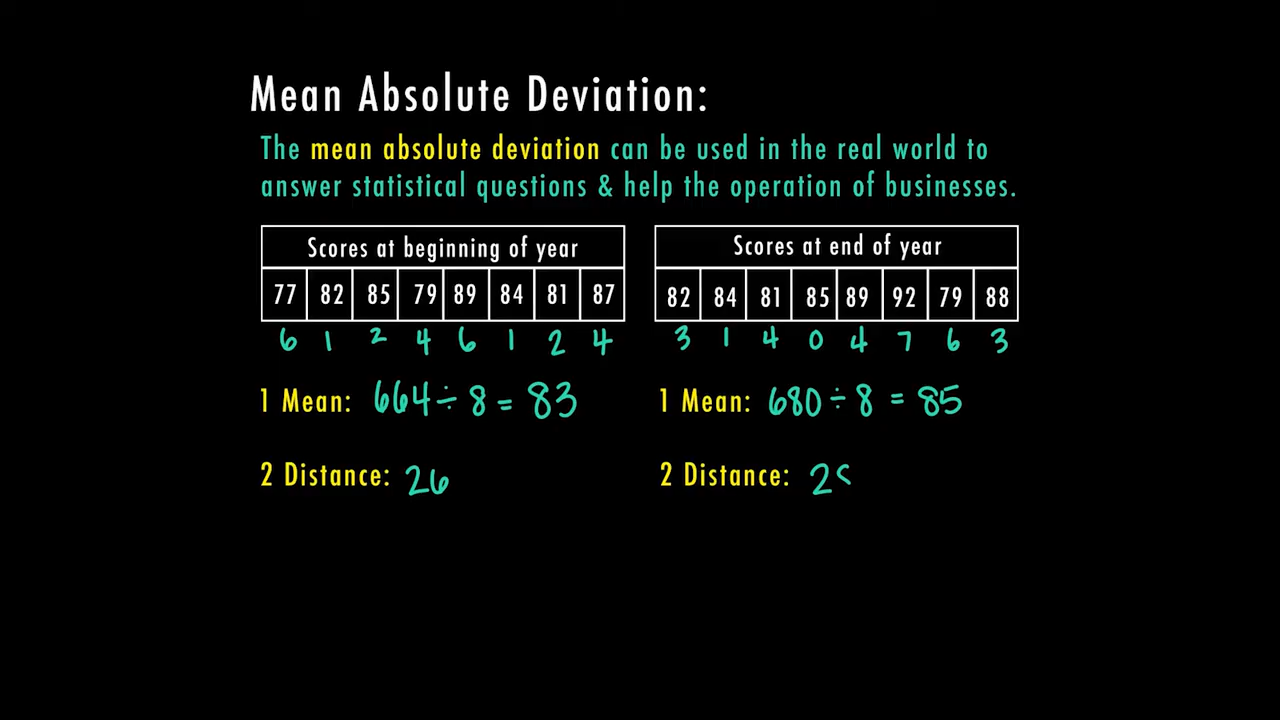 Mean Absolute Deviation:
The mean absolute deviation can be used in the real world to
answer statistical questions & help the operation of businesses.
Scores at beginning of year
77 82 85 79 89 84 81 87
6 1 2 4 6 1 2 4
1 Mean: 664 ÷ 8 = 83
2 Distance: 26
Scores at end of year
82 84 81 85 89 92 79 88
3 1 4 0 4 7 6 3
1 Mean: 680 ÷ 8 = 85
2 Distance: 2